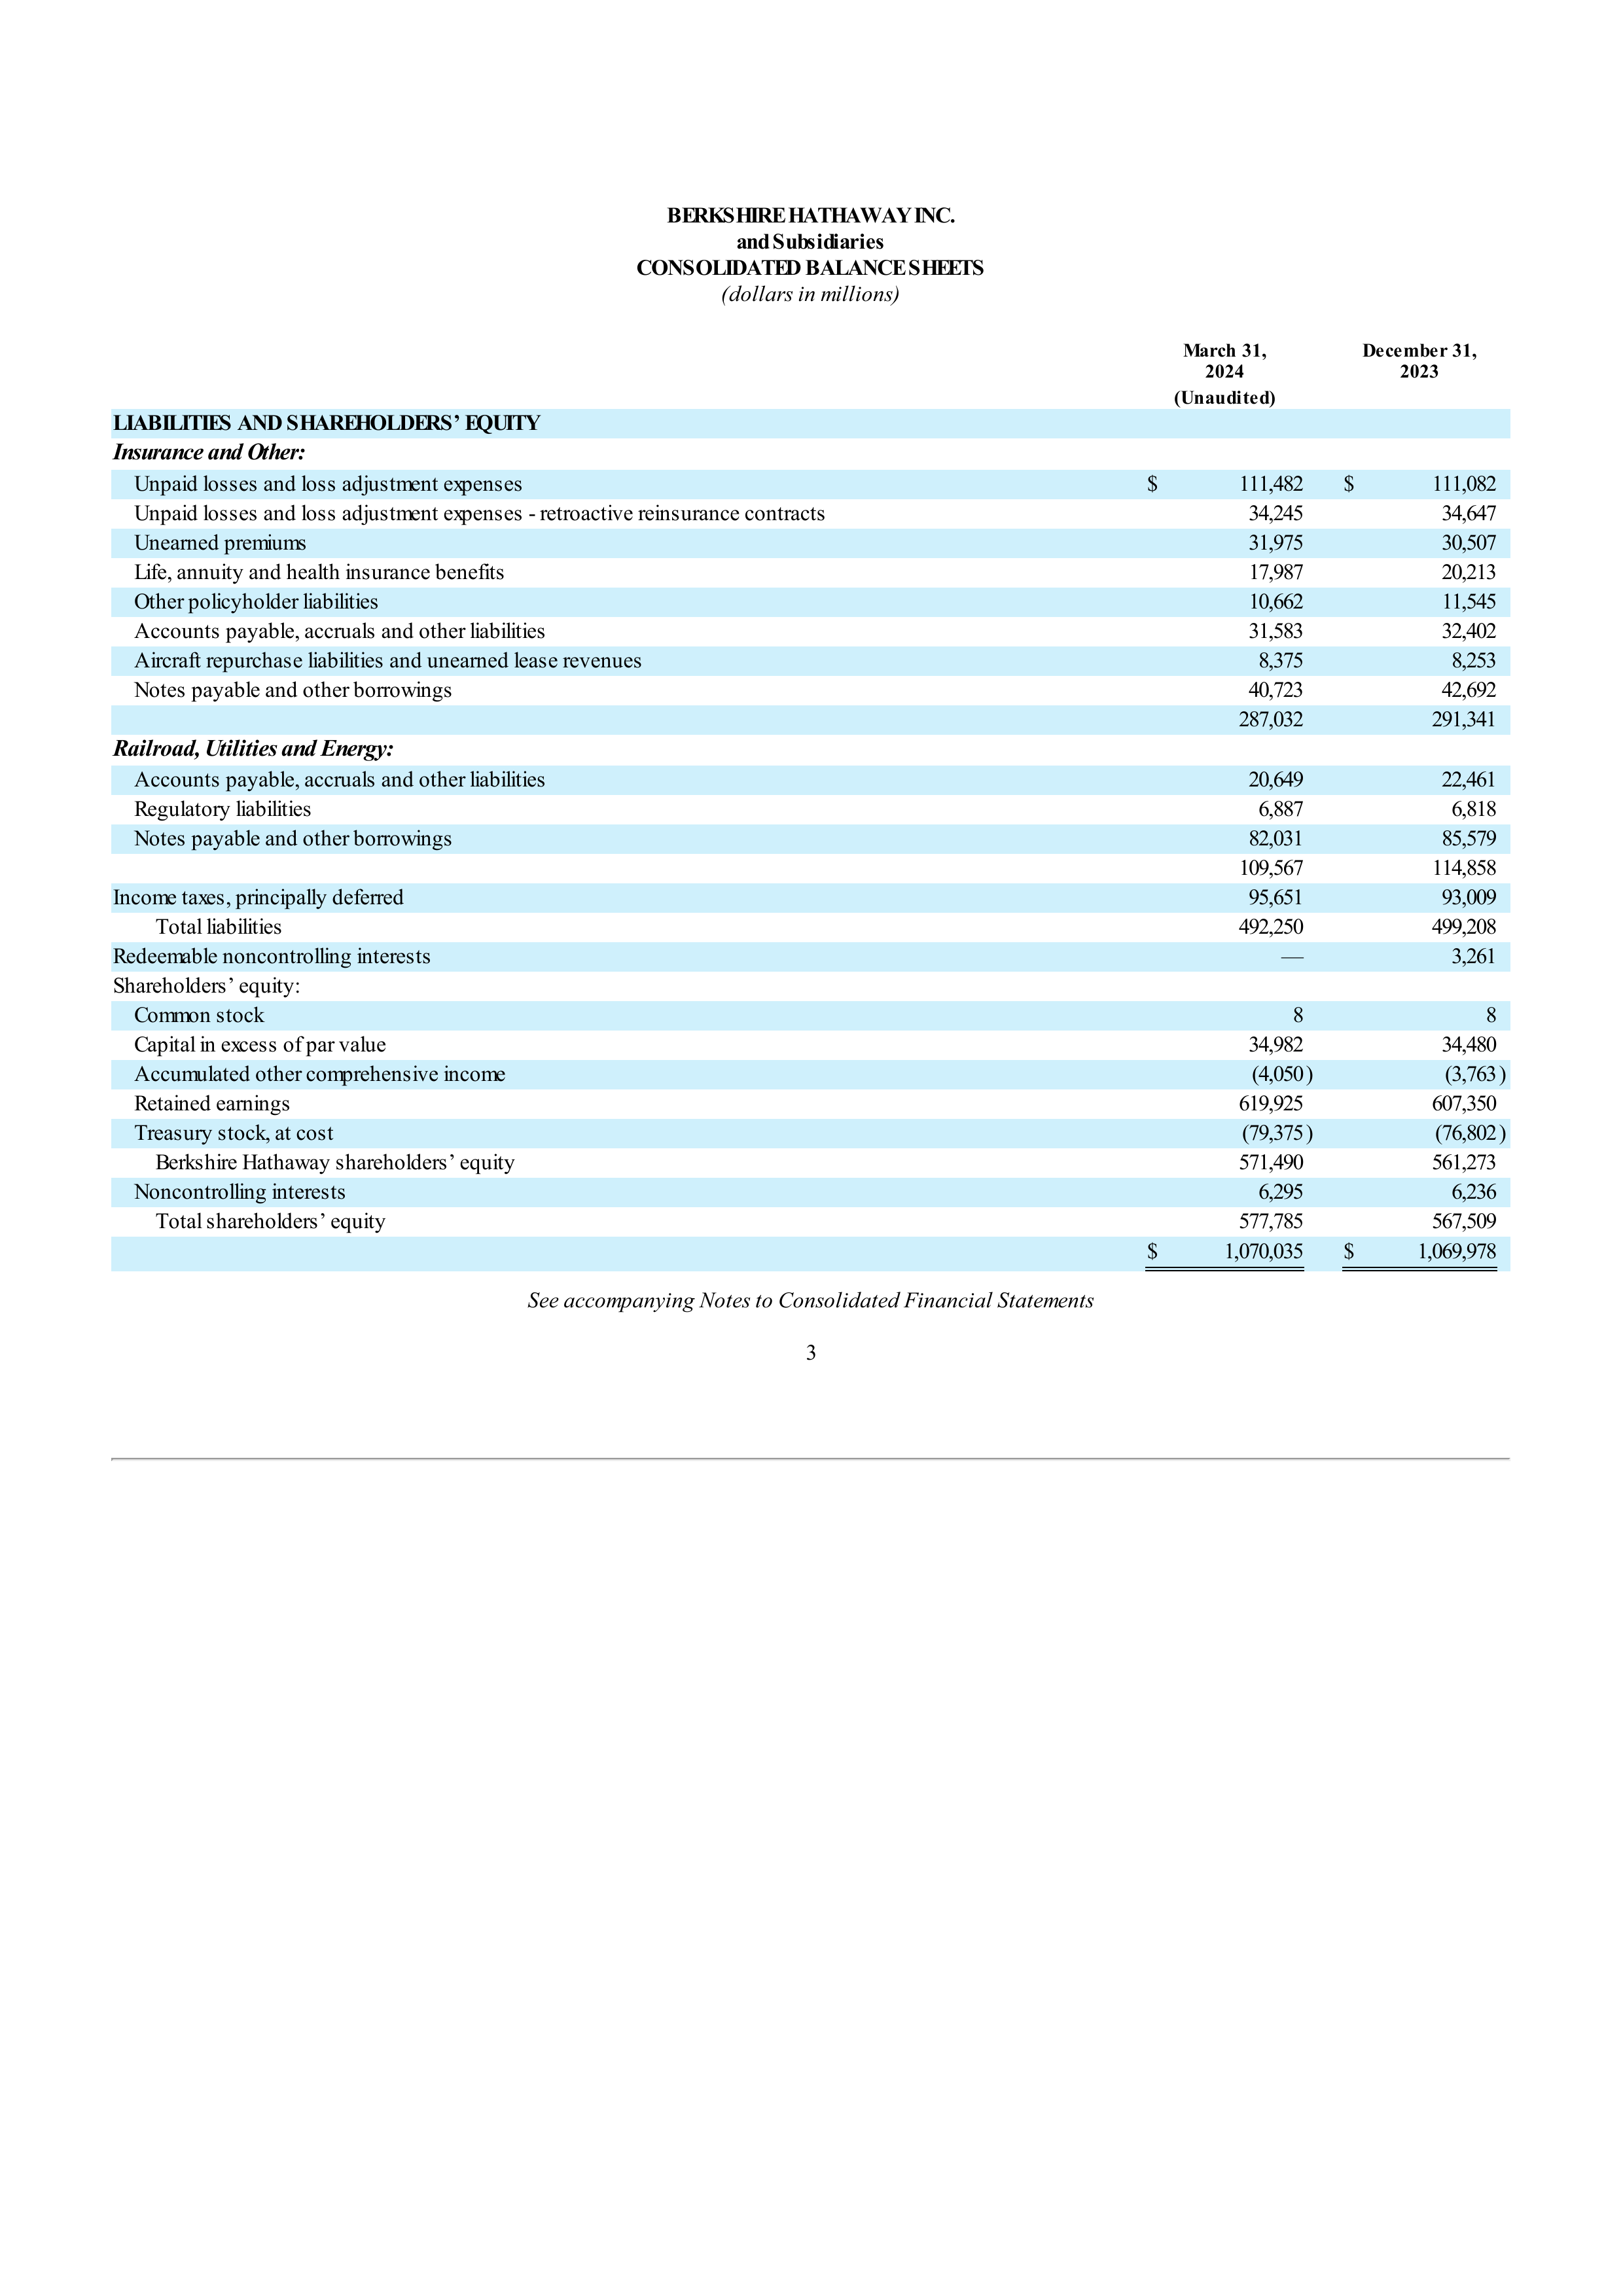 BERKSHIRE HATHAWAY INC.
and Subsidiaries
CONSOLIDATED BALANCE SHEETS
(dollars in millions)
March 31, 2024 (Unaudited) December 31, 2023
LIABILITIES AND SHAREHOLDERS’ EQUITY
Insurance and Other:
Unpaid losses and loss adjustment expenses $ 111,482 $ 111,082
Unpaid losses and loss adjustment expenses - retroactive reinsurance contracts 34,245 34,647
Unearned premiums 31,975 30,507
Life, annuity and health insurance benefits 17,987 20,213
Other policyholder liabilities 10,662 11,545
Accounts payable, accruals and other liabilities 31,583 32,402
Aircraft repurchase liabilities and unearned lease revenues 8,375 8,253
Notes payable and other borrowings 40,723 42,692
287,032 291,341
Railroad, Utilities and Energy:
Accounts payable, accruals and other liabilities 20,649 22,461
Regulatory liabilities 6,887 6,818
Notes payable and other borrowings 82,031 85,579
109,567 114,858
Income taxes, principally deferred 95,651 93,009
Total liabilities 492,250 499,208
Redeemable noncontrolling interests — 3,261
Shareholders’ equity:
Common stock 8 8
Capital in excess of par value 34,982 34,480
Accumulated other comprehensive income (4,050) (3,763)
Retained earnings 619,925 607,350
Treasury stock, at cost (79,375) (76,802)
Berkshire Hathaway shareholders’ equity 571,490 561,273
Noncontrolling interests 6,295 6,236
Total shareholders’ equity 577,785 567,509
$ 1,070,035 $ 1,069,978
See accompanying Notes to Consolidated Financial Statements
3